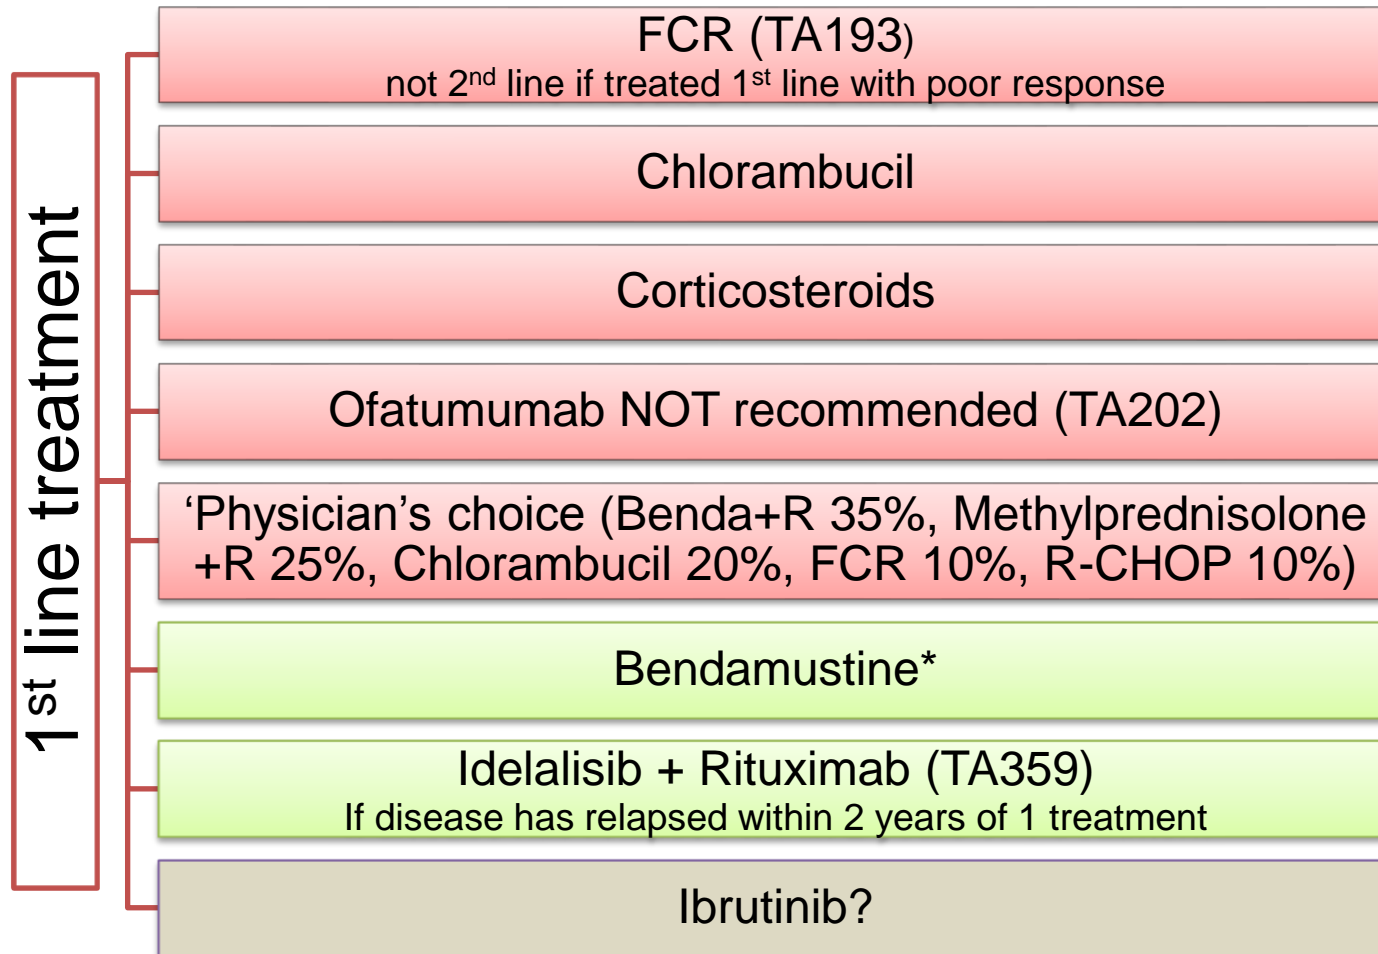 1st line treatment
FCR (TA193)
not 2nd line if treated 1st line with poor response
Chlorambucil
Corticosteroids
Ofatumumab NOT recommended (TA202)
‘Physician’s choice (Benda+R 35%, Methylprednisolone
+R 25%, Chlorambucil 20%, FCR 10%, R-CHOP 10%)
Bendamustine*
Idelalisib + Rituximab (TA359)
If disease has relapsed within 2 years of 1 treatment
Ibrutinib?